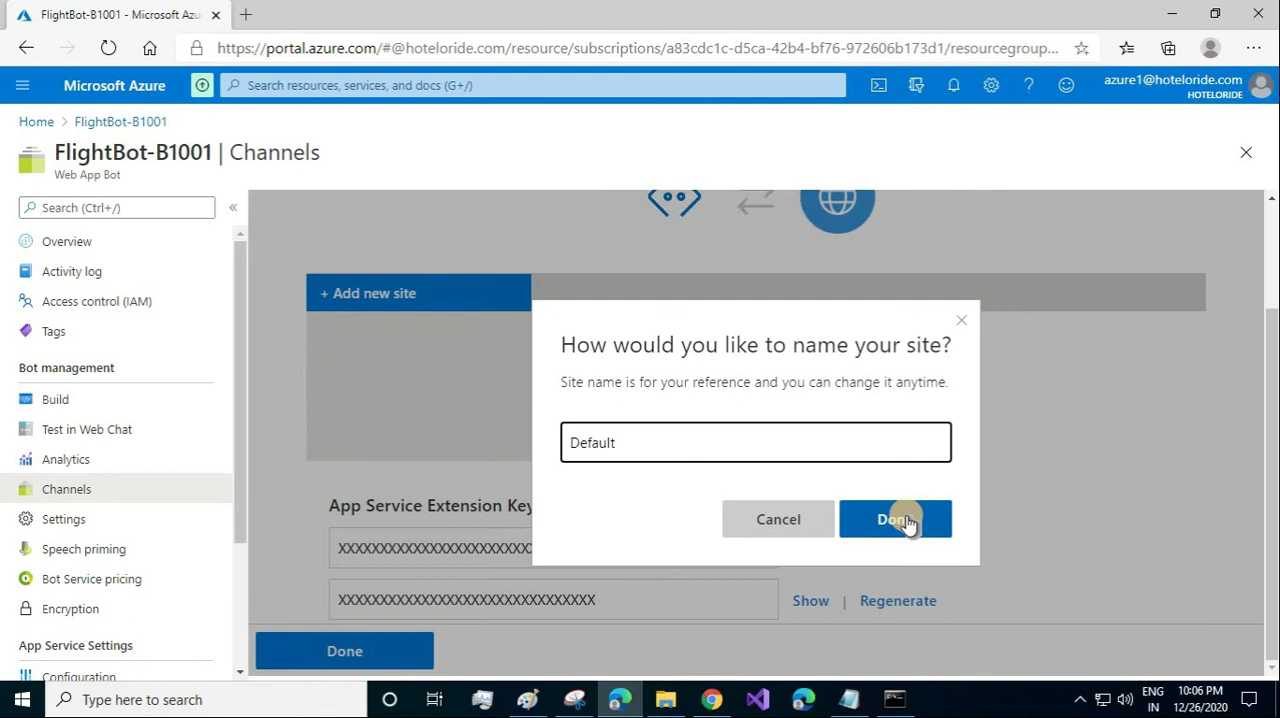 FlightBot-B1001 - Microsoft Azu
https://portal.azure.com/#@hoteloride.com/resource/subscriptions/a83cdc1c-d5ca-42b4-bf76-972606b173d1/resourcegroup...
Microsoft Azure
Search resources, services, and docs (G+/)
azure1@hoteloride.com
HOTELORIDE
Home > FlightBot-B1001
FlightBot-B1001 | Channels
Web App Bot
Search (Ctrl+/)
Overview
Activity log
Access control (IAM)
Tags
Bot management
Build
Test in Web Chat
Analytics
Channels
Settings
Speech priming
Bot Service pricing
Encryption
App Service Settings
Configuration
+ Add new site
How would you like to name your site?
Site name is for your reference and you can change it anytime.
Default
Cancel
App Service Extension Key
XXXXXXXXXXXXXXXXXXXXXX
XXXXXXXXXXXXXXXXXXXXXXXXXXXXX
Show | Regenerate
Done
Type here to search
ENG
IN
10:06 PM
12/26/2020